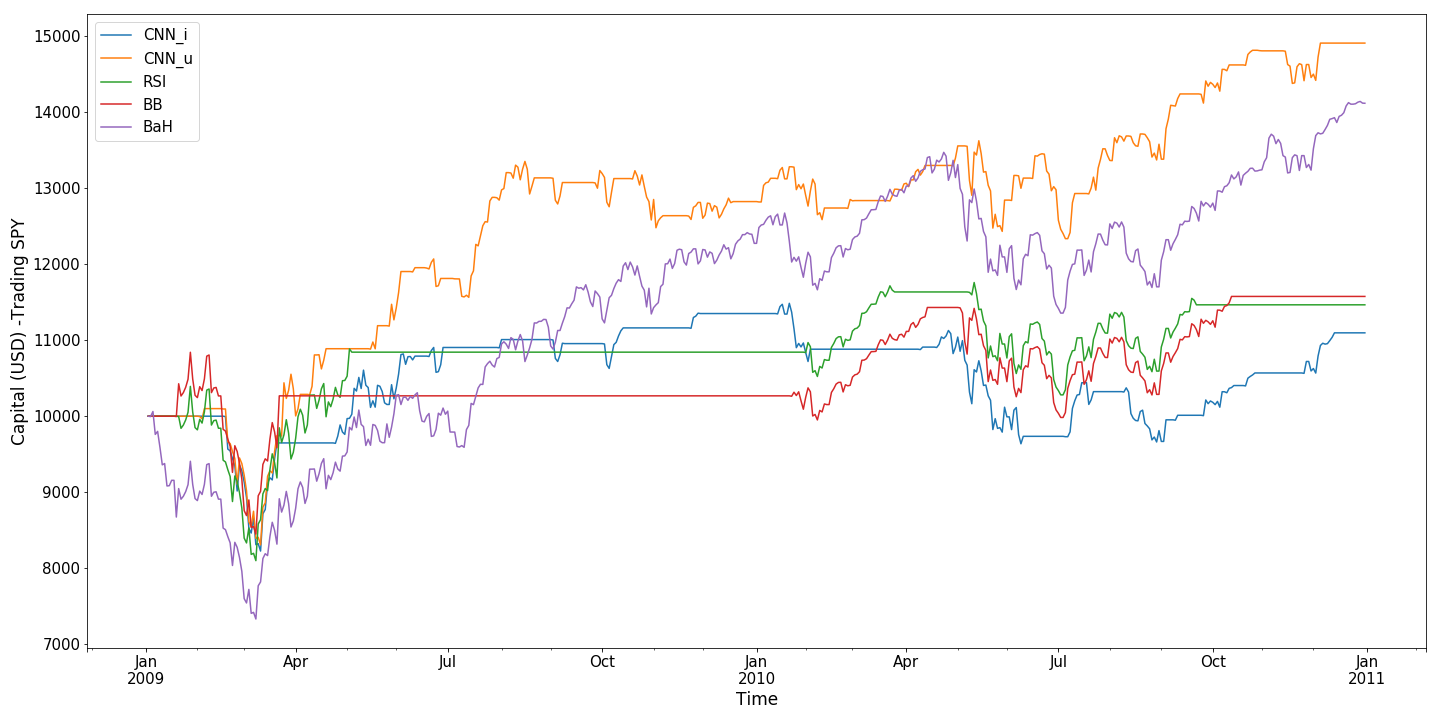 CNN_i
CNN_u
RSI
BB
BaH
15000
14000
13000
12000
11000
10000
9000
8000
7000
Capital (USD) -Trading SPY
Jan Apr Jul Oct Jan Apr Jul Oct Jan
2009 2010 2011
Time